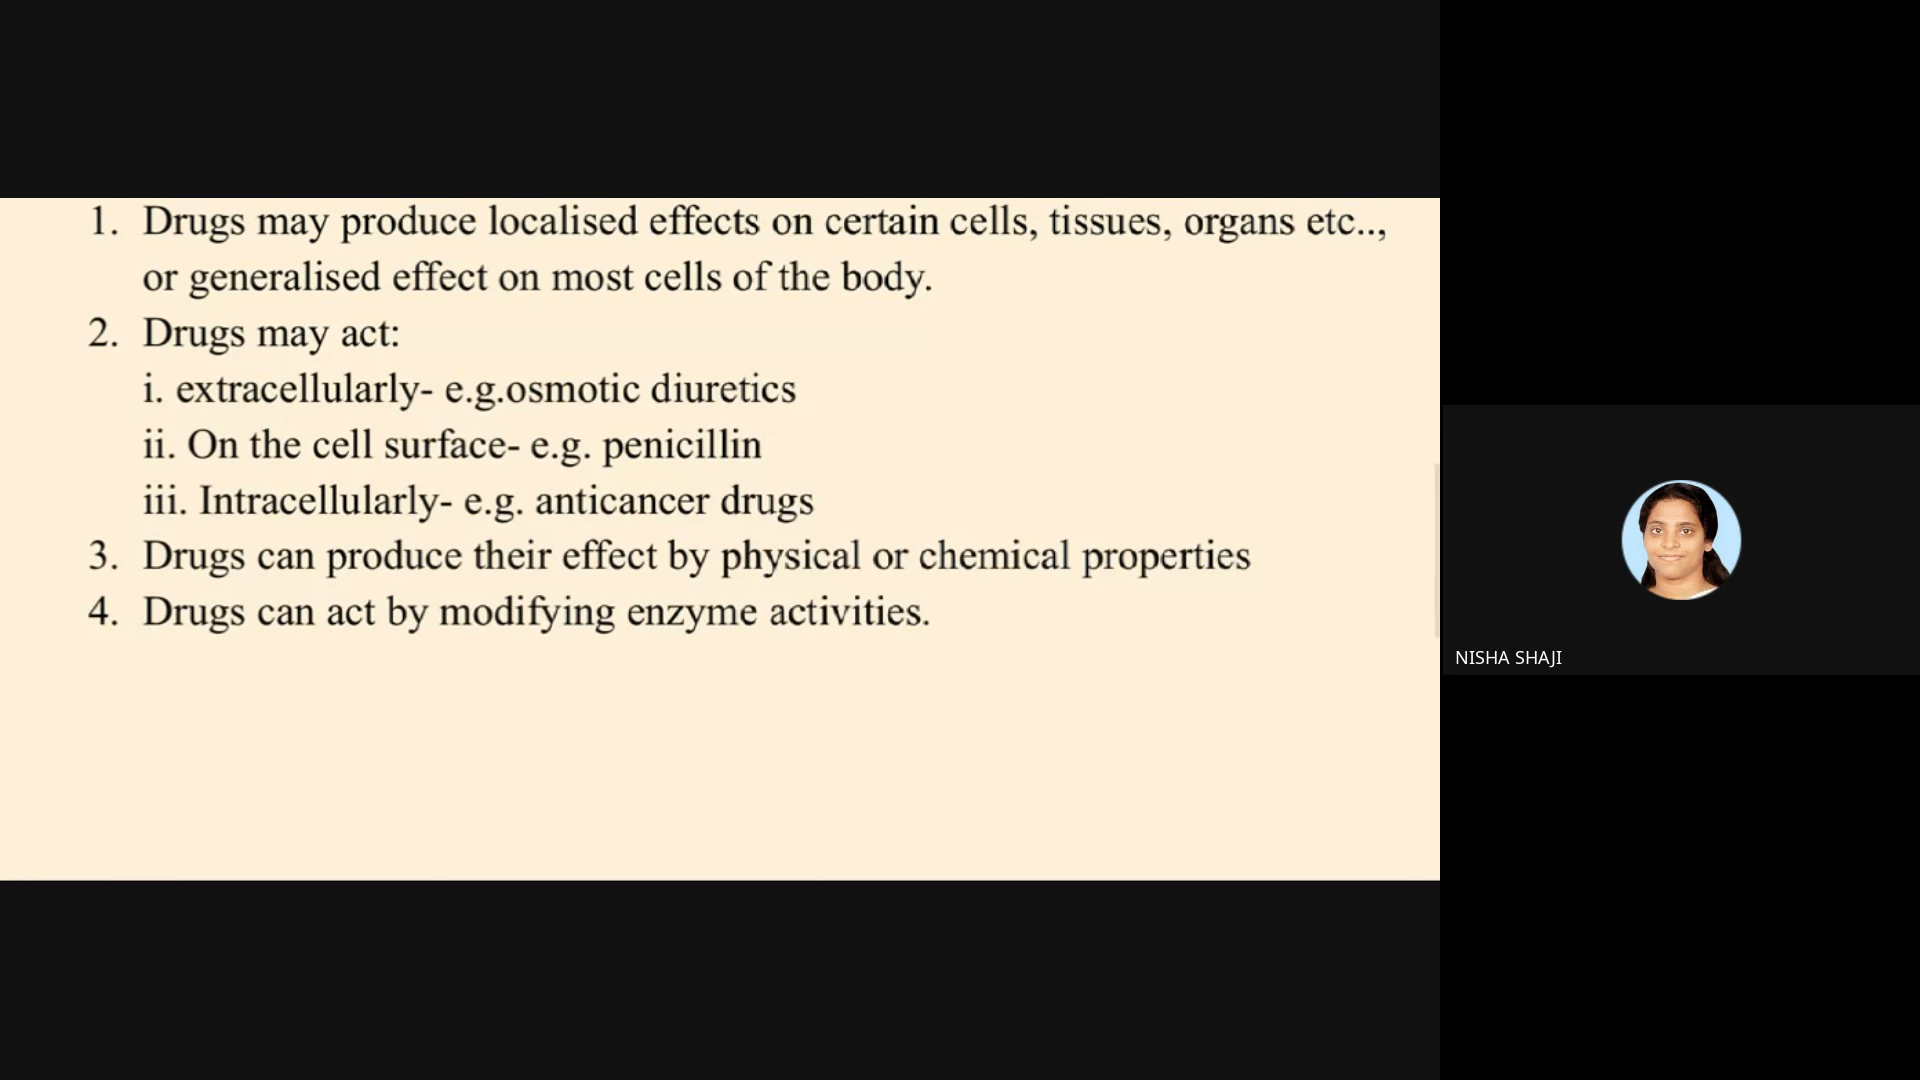 1. Drugs may produce localised effects on certain cells, tissues, organs etc..,
or generalised effect on most cells of the body.
2. Drugs may act:
i. extracellularly- e.g.osmotic diuretics
ii. On the cell surface- e.g. penicillin
iii. Intracellularly- e.g. anticancer drugs
3. Drugs can produce their effect by physical or chemical properties
4. Drugs can act by modifying enzyme activities.
NISHA SHAJI